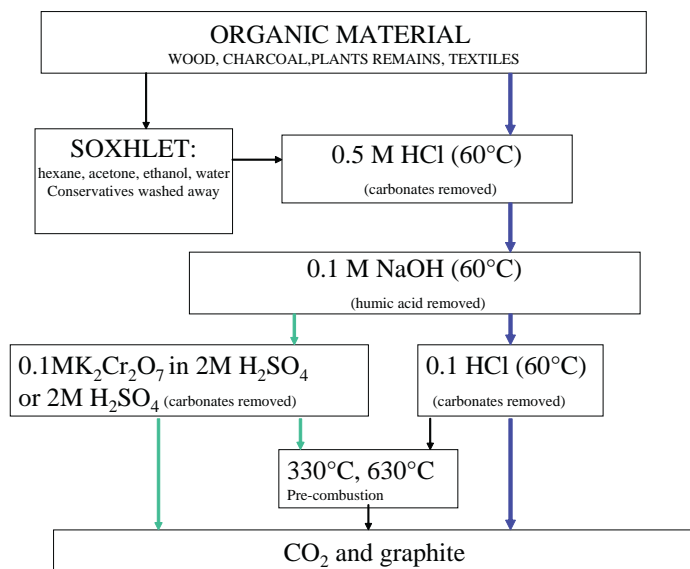 ORGANIC MATERIAL
WOOD, CHARCOAL,PLANTS REMAINS, TEXTILES
SOXHLET:
hexane, acetone, ethanol, water
Conservatives washed away
0.5 M HCl (60°C)
(carbonates removed)
0.1 M NaOH (60°C)
(humic acid removed)
0.1MK₂Cr₂O₇ in 2M H₂SO₄
or 2M H₂SO₄ (carbonates removed)
0.1 HCl (60°C)
(carbonates removed)
330°C, 630°C
Pre-combustion
CO₂ and graphite